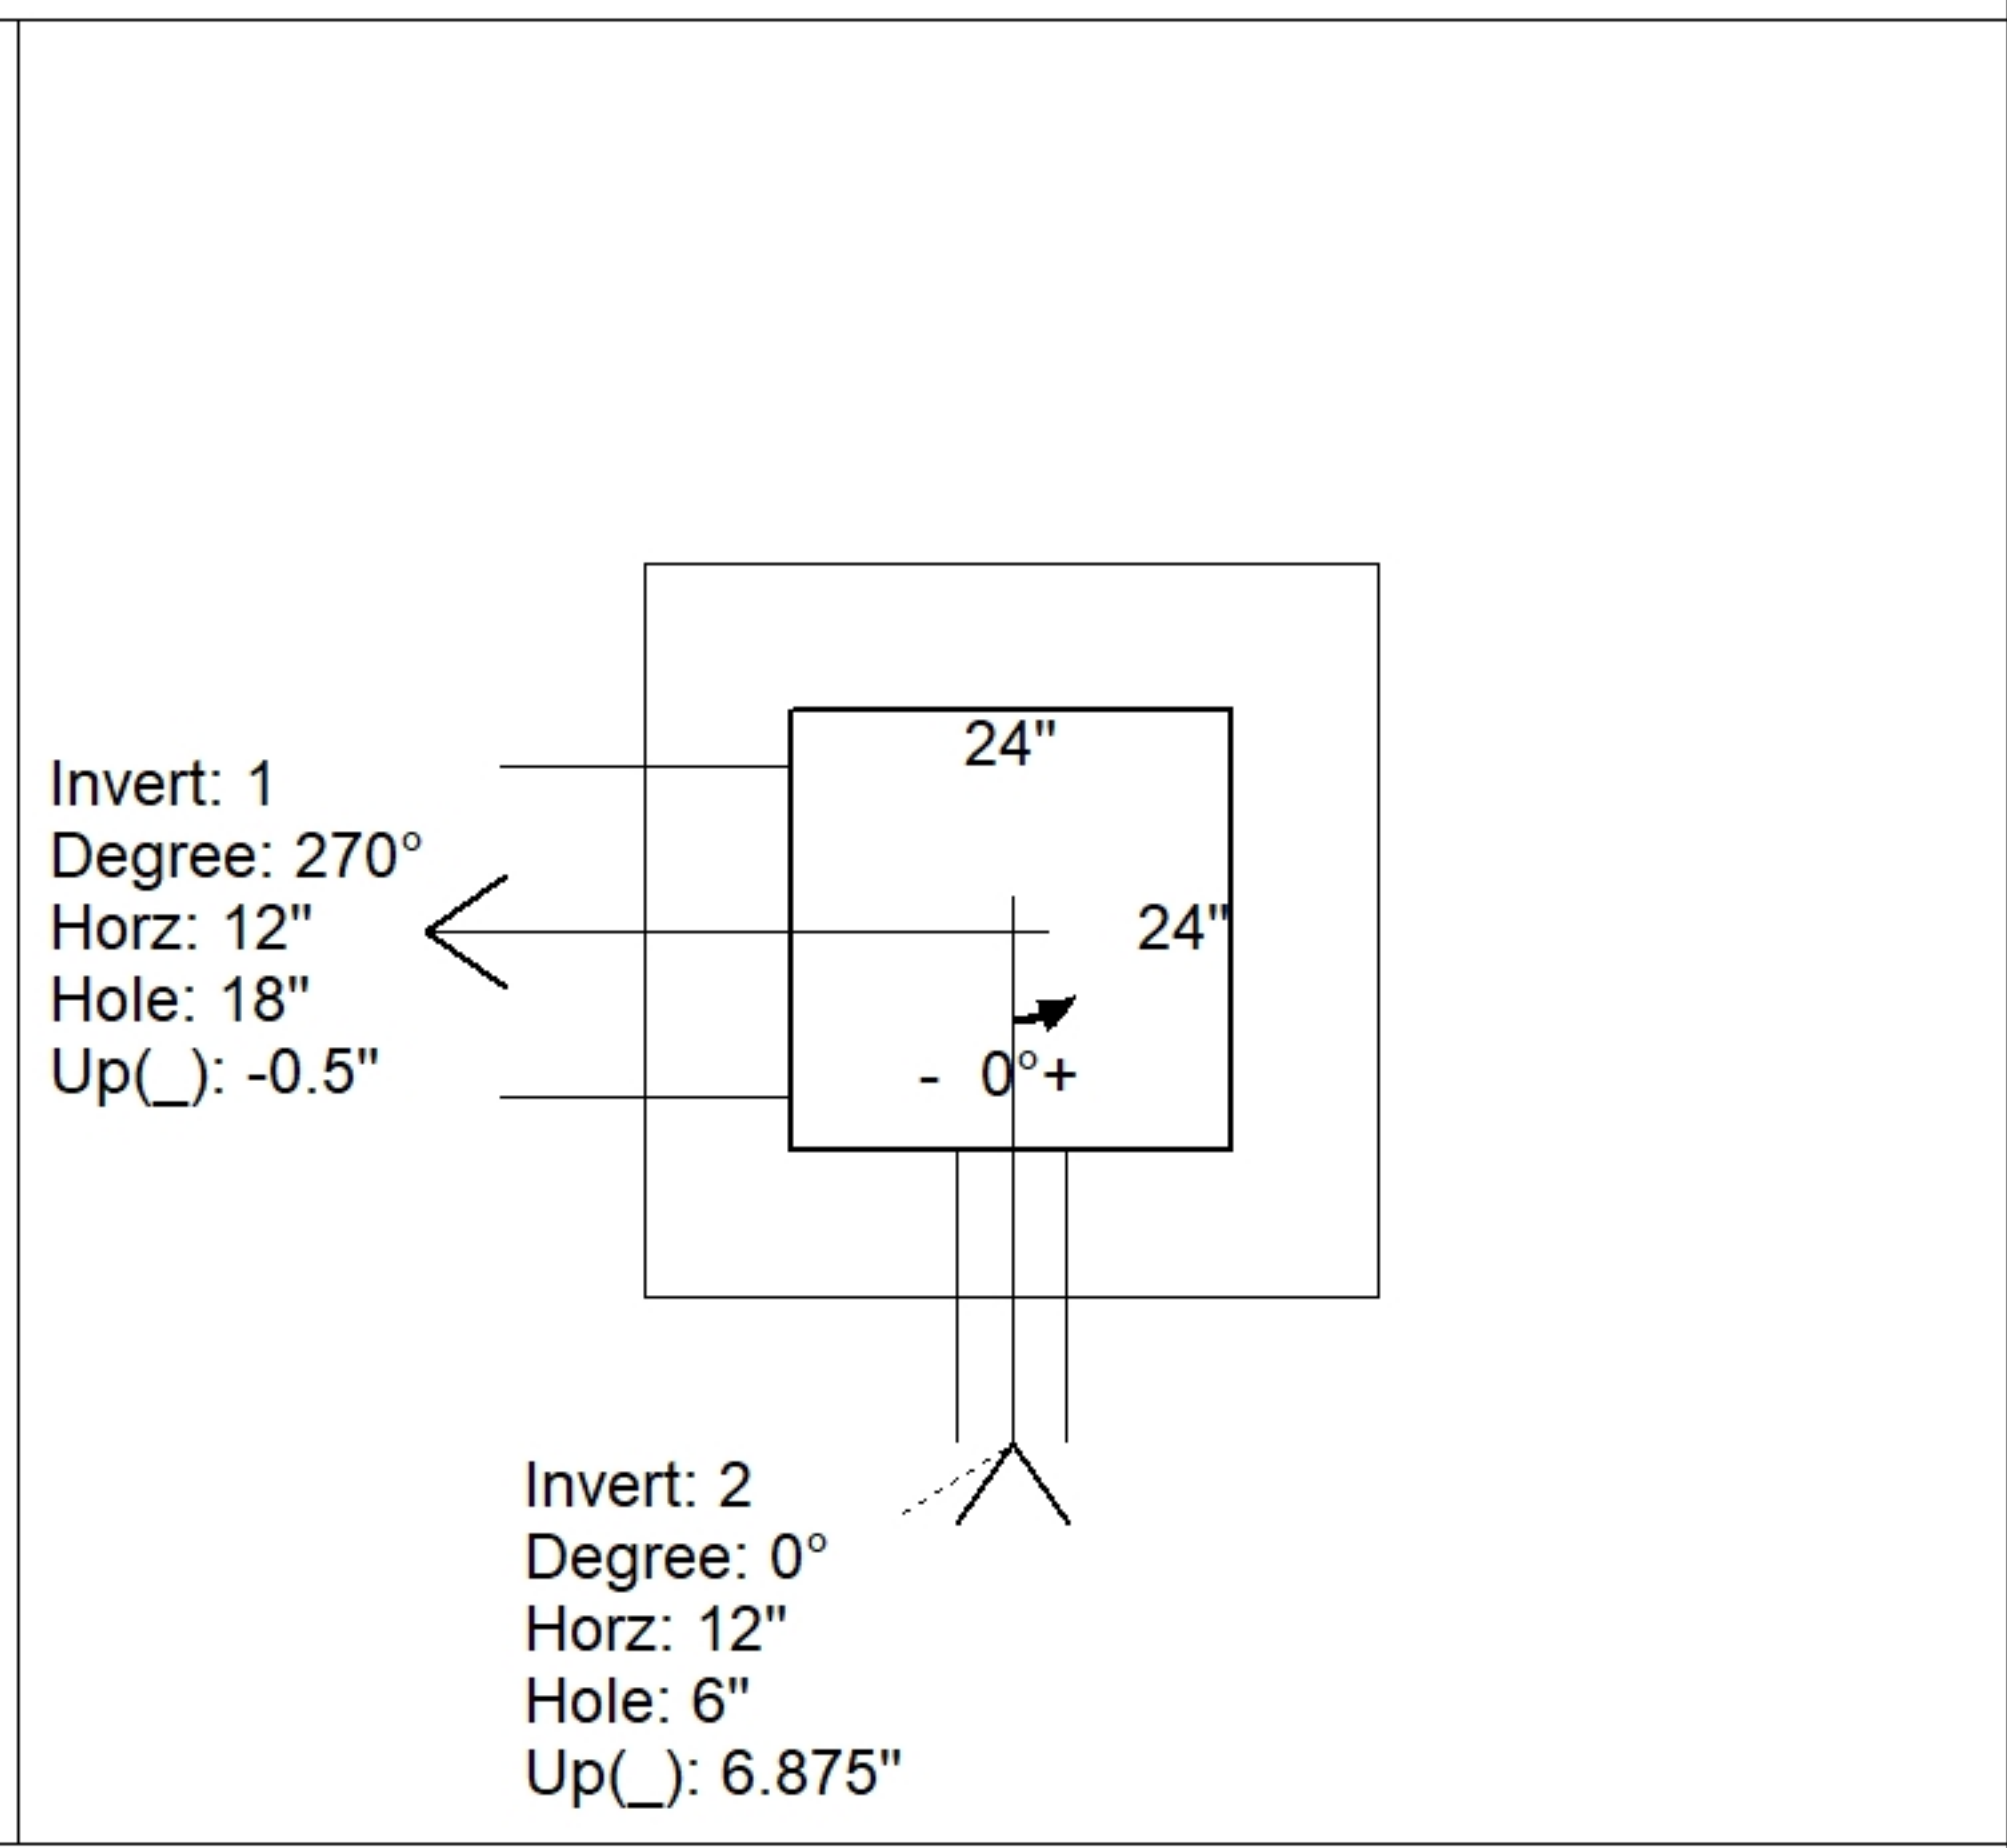 24"
Invert: 1
Degree: 270°
Horz: 12"
Hole: 18"
Up(_): -0.5"
24"
- 0°+
Invert: 2
Degree: 0°
Horz: 12"
Hole: 6"
Up(_): 6.875"